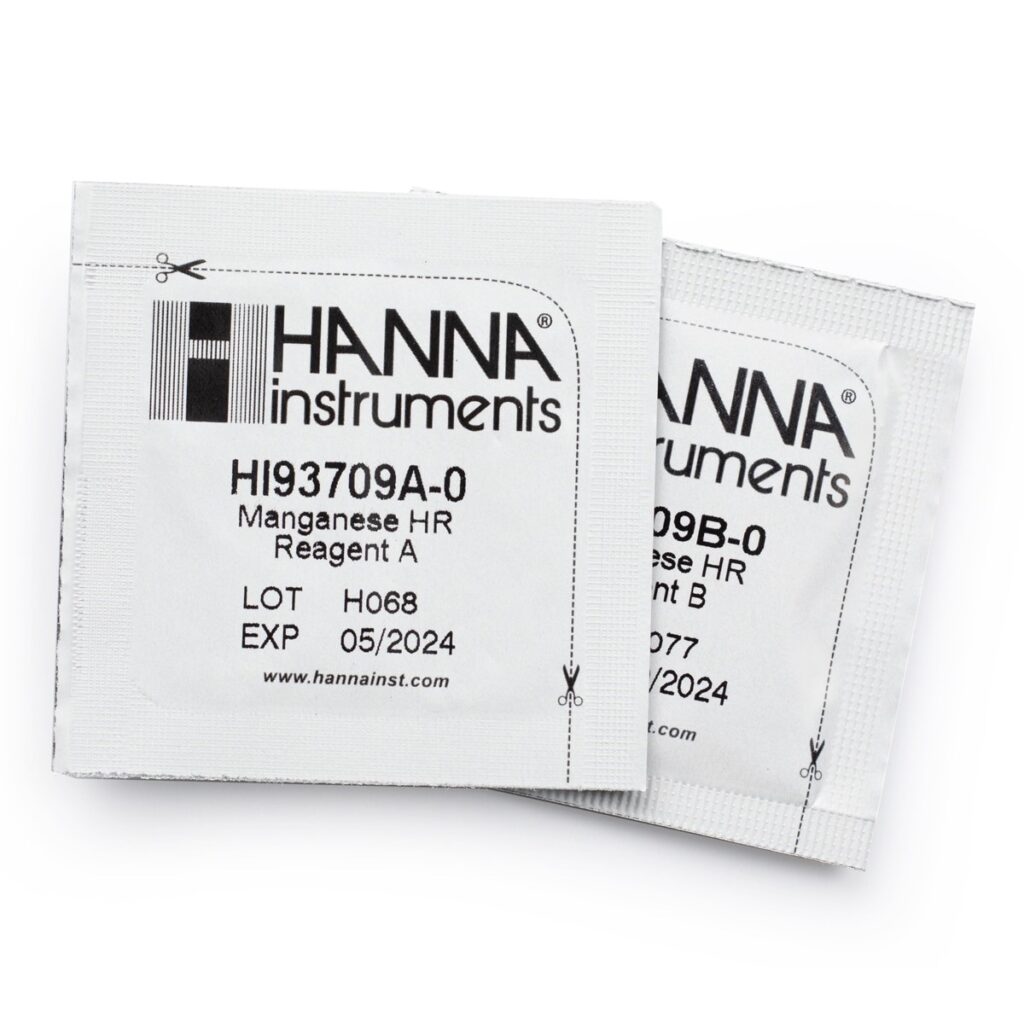 HANNA®
instruments
HI93709A-0
Manganese HR
Reagent A
LOT H068
EXP 05/2024
www.hannainst.com
ANNA®
ruments
09B-0
ese HR
nt B
077
/2024
t.com